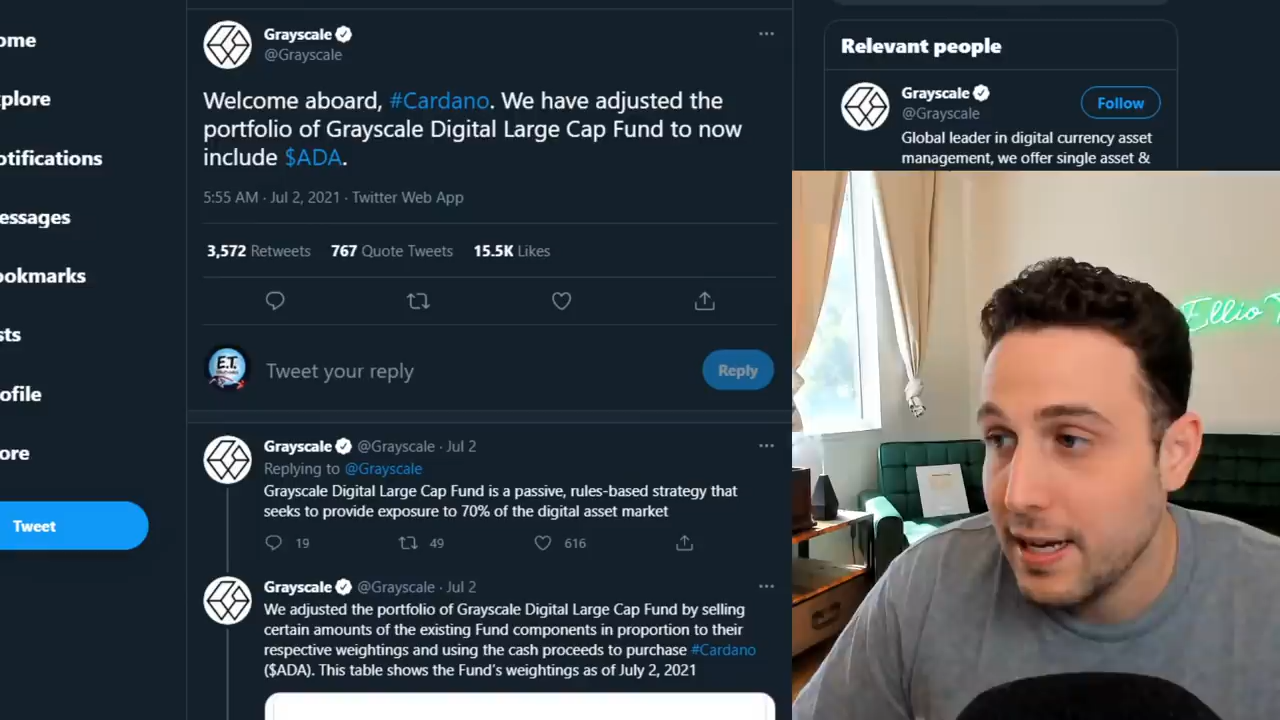 ome
plore
otifications
essages
ookmarks
sts
ofile
ore
Tweet
Grayscale
@Grayscale
Welcome aboard, #Cardano. We have adjusted the
portfolio of Grayscale Digital Large Cap Fund to now
include $ADA.
5:55 AM · Jul 2, 2021 · Twitter Web App
3,572 Retweets 767 Quote Tweets 15.5K Likes
E.T.
Tweet your reply
Reply
Grayscale @Grayscale · Jul 2
Replying to @Grayscale
Grayscale Digital Large Cap Fund is a passive, rules-based strategy that
seeks to provide exposure to 70% of the digital asset market
19 49 616
Grayscale @Grayscale · Jul 2
We adjusted the portfolio of Grayscale Digital Large Cap Fund by selling
certain amounts of the existing Fund components in proportion to their
respective weightings and using the cash proceeds to purchase #Cardano
($ADA). This table shows the Fund's weightings as of July 2, 2021
Relevant people
Grayscale
@Grayscale
Follow
Global leader in digital currency asset
management, we offer single asset &
Ellio T